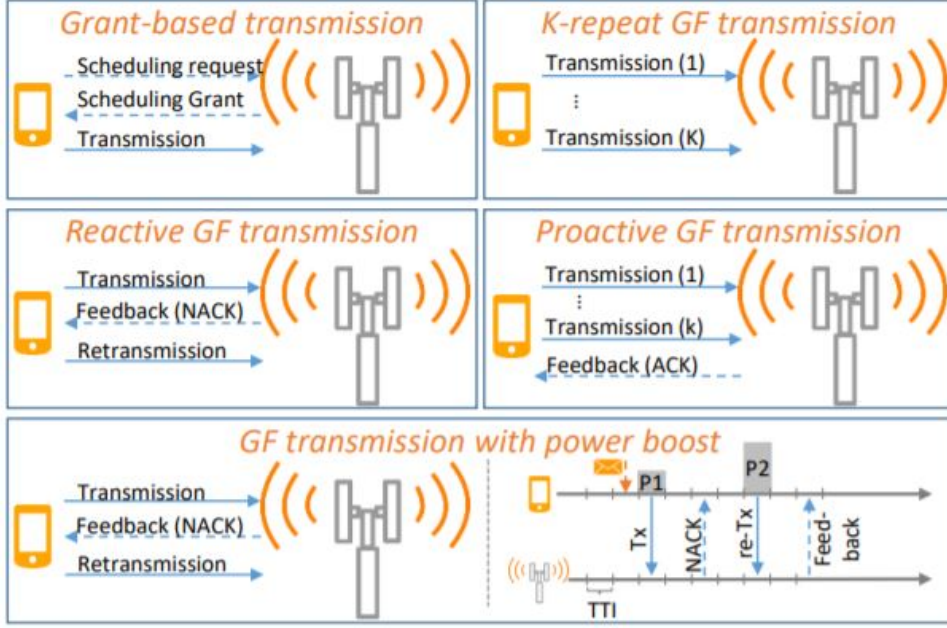 Grant-based transmission
Scheduling request
Scheduling Grant
Transmission
K-repeat GF transmission
Transmission (1)
⋮
Transmission (K)
Reactive GF transmission
Transmission
Feedback (NACK)
Retransmission
Proactive GF transmission
Transmission (1)
⋮
Transmission (k)
Feedback (ACK)
GF transmission with power boost
Transmission
Feedback (NACK)
Retransmission
P1
P2
Tx
NACK
re-Tx
Feed-
back
TTI